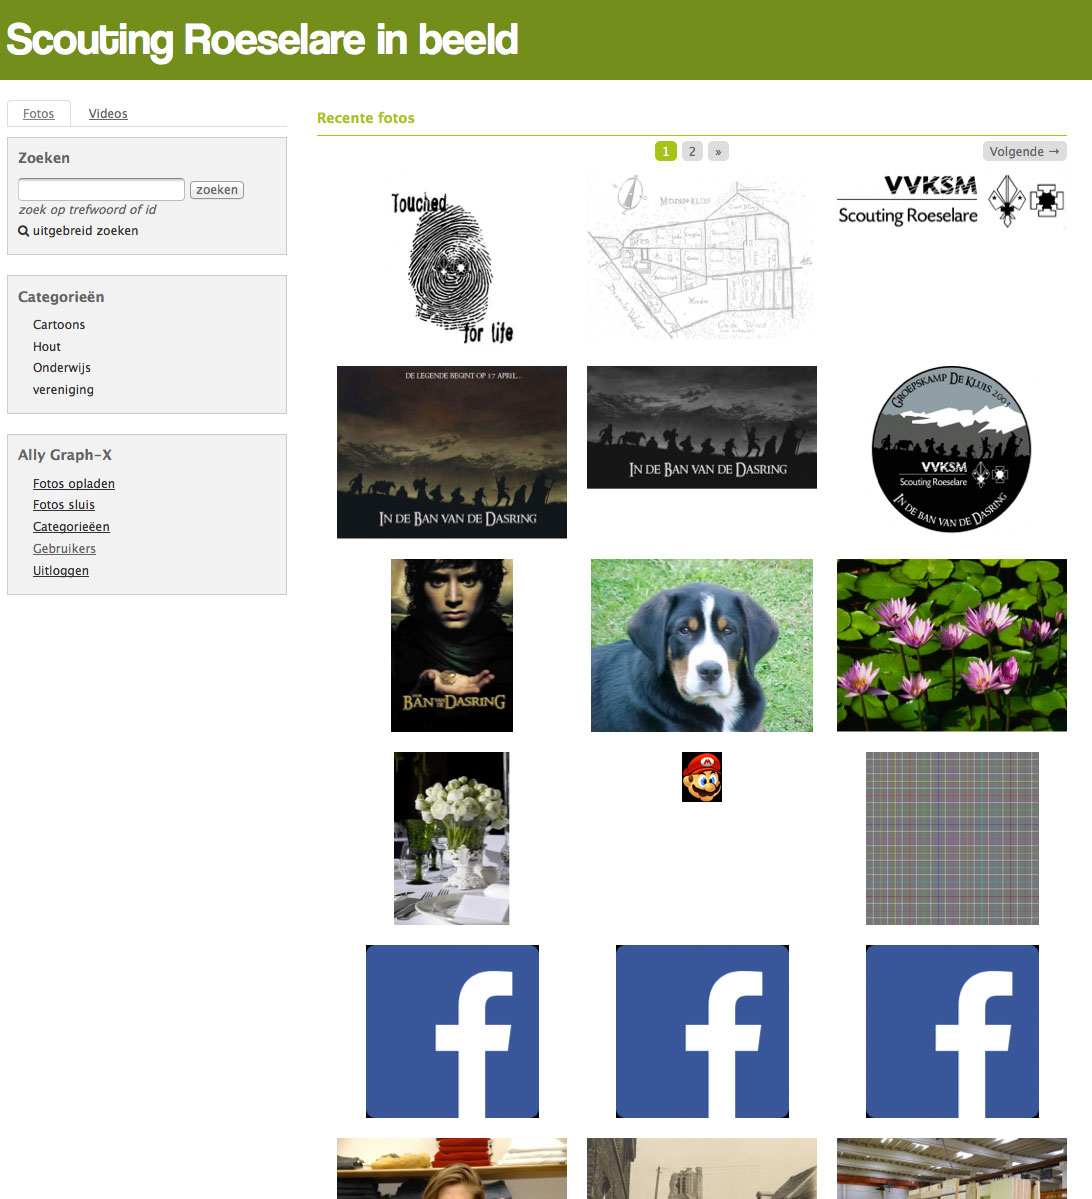 Scouting Roeselare in beeld
Fotos
Videos
Zoeken
zoeken
zoek op trefwoord of id
uitgebreid zoeken
Categorieën
Cartoons
Hout
Onderwijs
vereniging
Ally Graph-X
Fotos opladen
Fotos sluis
Categorieëen
Gebruikers
Uitloggen
Recente fotos
1 2 »
Volgende →
Touched
for life
MIDDEN-KLUIS
VVKSM
Scouting Roeselare
DE LEGENDE BEGINT OP 17 APRIL...
IN DE BAN VAN DE DASRING
IN DE BAN VAN DE DASRING
GROEPSKAMP DE KLUIS 2003
VVKSM
Scouting Roeselare
IN DE BAN VAN DE DASRING
BAN VAN DE DASRING
M
f
f
f